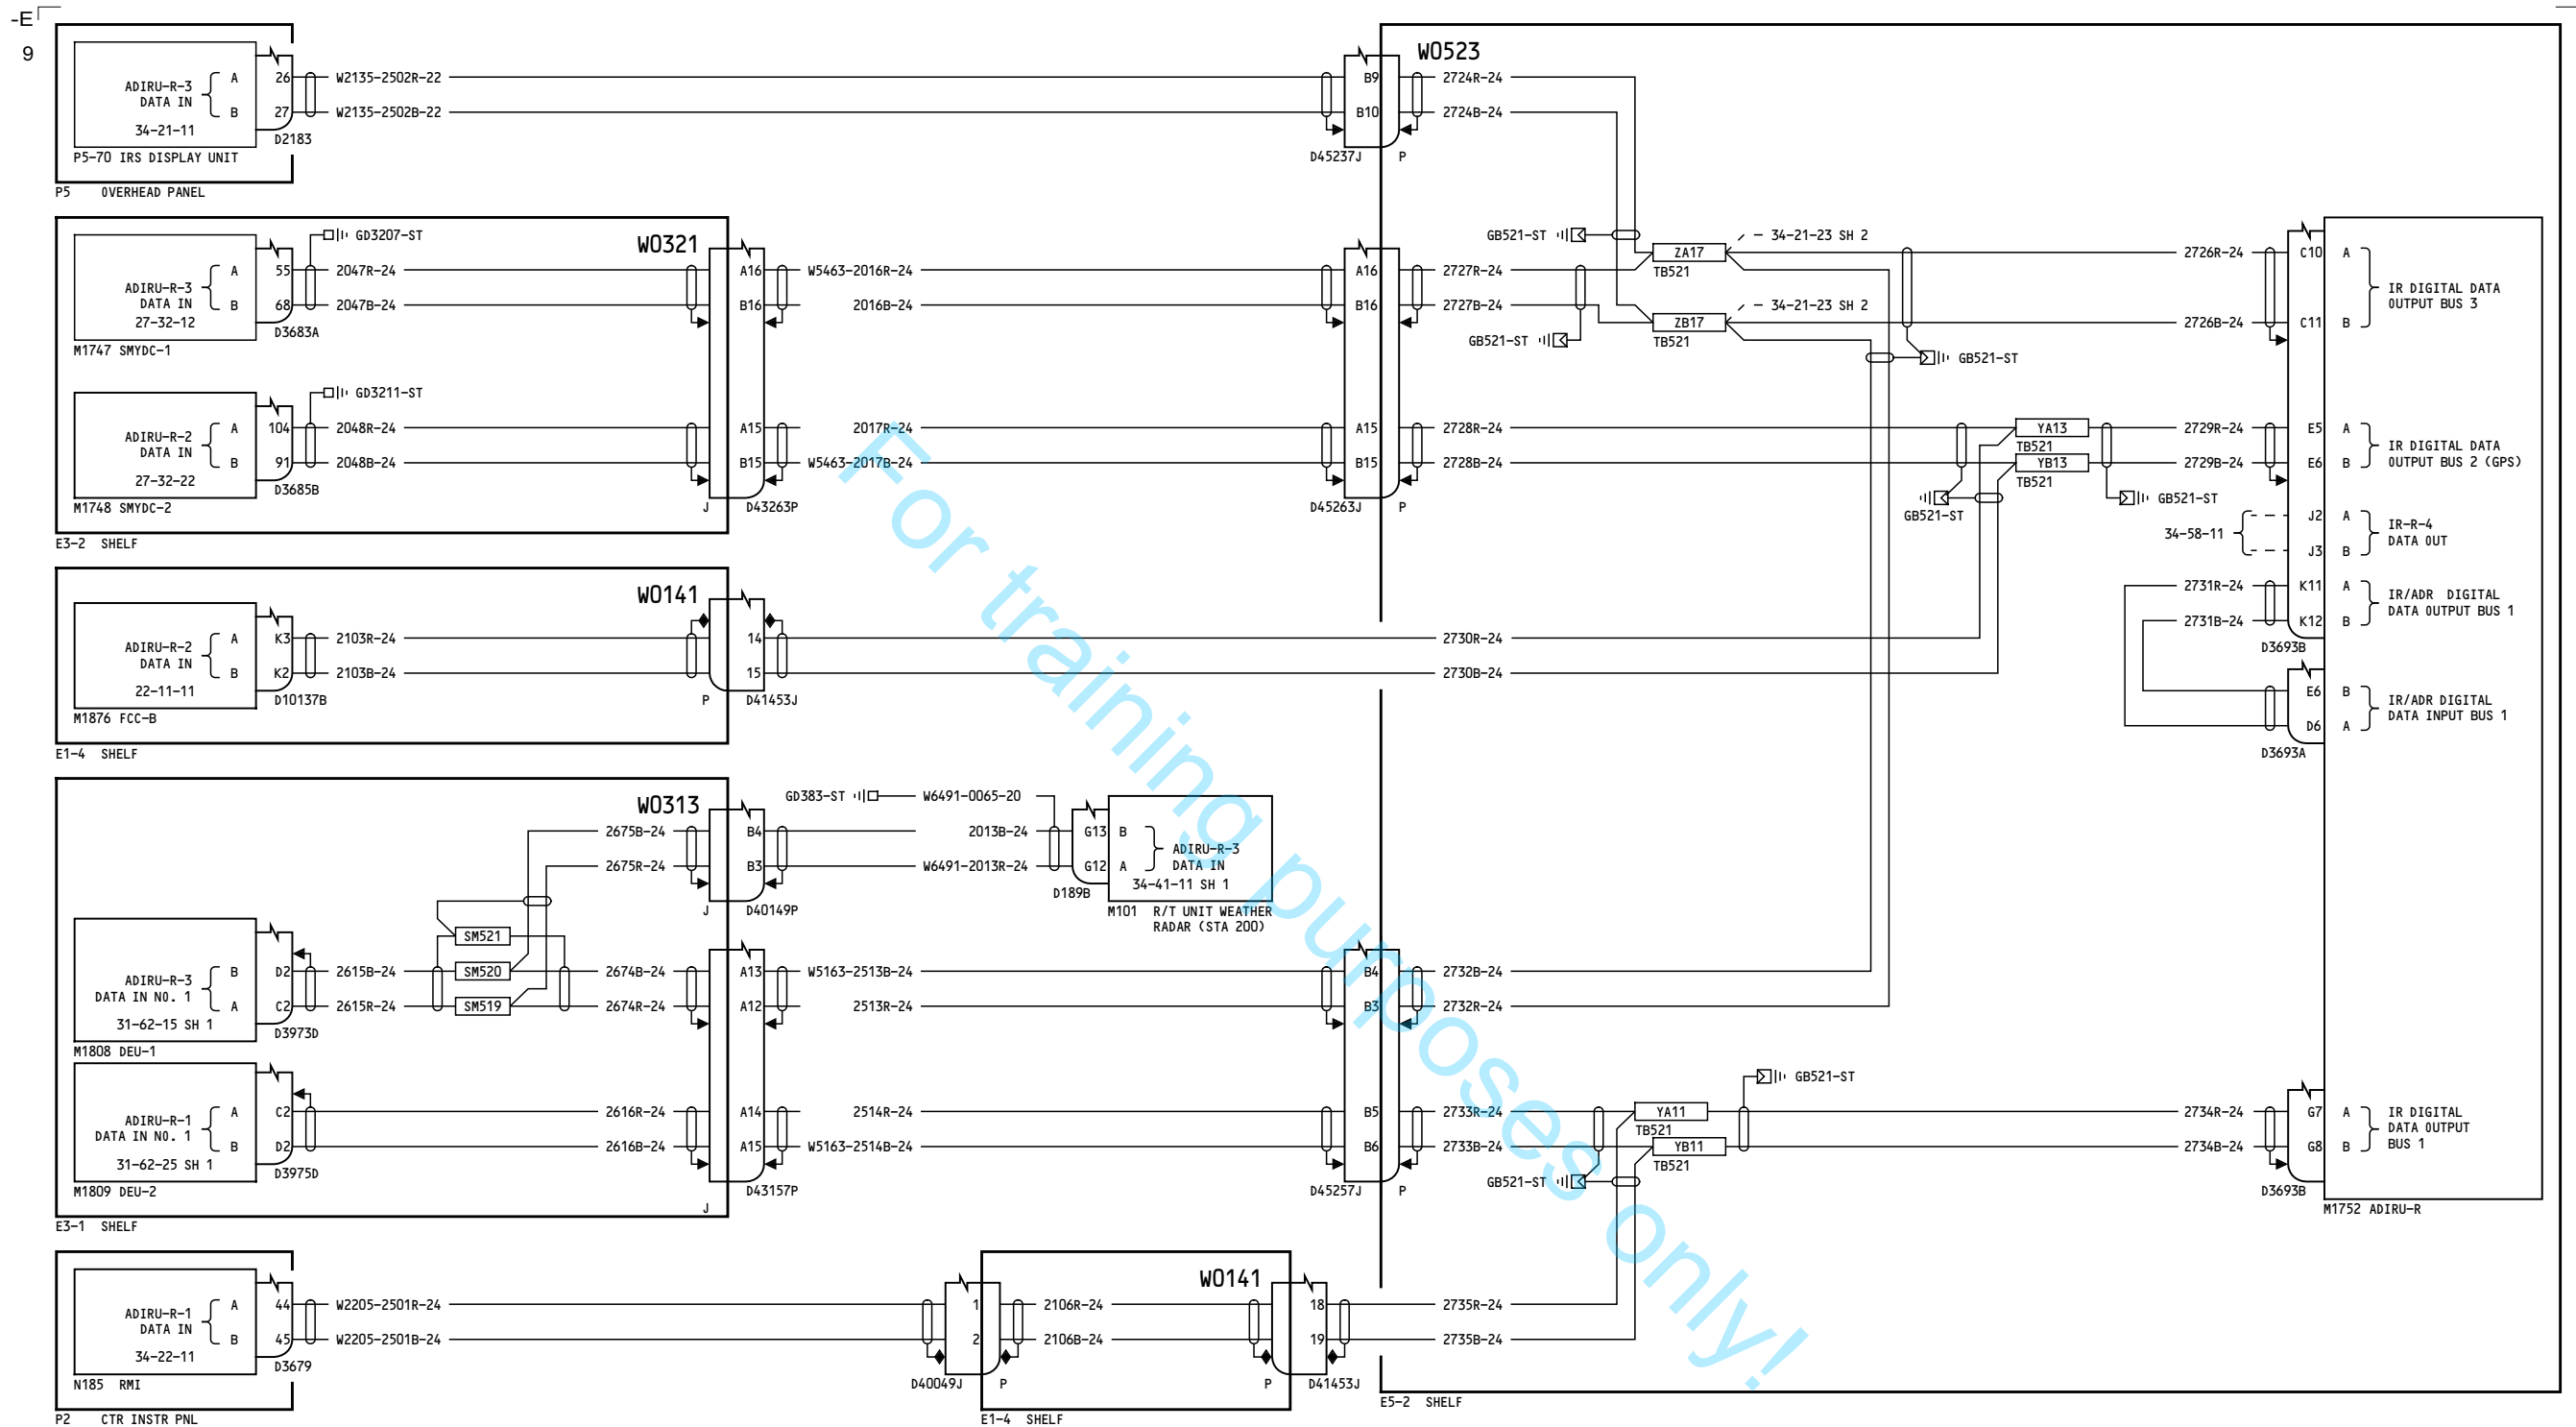 -E
9
W0523
ADIRU-R-3
DATA IN
A
B
34-21-11
26
27
D2183
W2135-2502R-22
W2135-2502B-22
P5-70 IRS DISPLAY UNIT
P5 OVERHEAD PANEL
B9
B10
D45237J
P
2724R-24
2724B-24
W0321
ADIRU-R-3
DATA IN
A
B
27-32-12
55
68
D3683A
GD3207-ST
2047R-24
2047B-24
M1747 SMYDC-1
A16
B16
W5463-2016R-24
2016B-24
A16
B16
2727R-24
2727B-24
GB521-ST
GB521-ST
ZA17
TB521
34-21-23 SH 2
ZB17
TB521
34-21-23 SH 2
GB521-ST
2726R-24
2726B-24
C10
C11
A
B
IR DIGITAL DATA
OUTPUT BUS 3
ADIRU-R-2
DATA IN
A
B
27-32-22
104
91
D3685B
GD3211-ST
2048R-24
2048B-24
M1748 SMYDC-2
E3-2 SHELF
A15
B15
J
D43263P
2017R-24
W5463-2017B-24
A15
B15
D45263J
P
2728R-24
2728B-24
YA13
TB521
YB13
TB521
GB521-ST
GB521-ST
2729R-24
2729B-24
E5
E6
A
B
IR DIGITAL DATA
OUTPUT BUS 2 (GPS)
34-58-11
J2
J3
A
B
IR-R-4
DATA OUT
2731R-24
2731B-24
K11
K12
A
B
IR/ADR DIGITAL
DATA OUTPUT BUS 1
D3693B
E6
D6
B
A
IR/ADR DIGITAL
DATA INPUT BUS 1
D3693A
W0141
ADIRU-R-2
DATA IN
A
B
22-11-11
K3
K2
D10137B
2103R-24
2103B-24
M1876 FCC-B
E1-4 SHELF
14
15
P
D41453J
2730R-24
2730B-24
W0313
2675B-24
2675R-24
B4
B3
J
D40149P
GD383-ST
W6491-0065-20
2013B-24
W6491-2013R-24
G13
G12
D189B
B
A
ADIRU-R-3
DATA IN
34-41-11 SH 1
M101 R/T UNIT WEATHER
RADAR (STA 200)
ADIRU-R-3
DATA IN NO. 1
B
A
31-62-15 SH 1
D2
C2
D3973D
2615B-24
2615R-24
SM521
SM520
SM519
2674B-24
2674R-24
M1808 DEU-1
A13
A12
W5163-2513B-24
2513R-24
B4
B3
2732B-24
2732R-24
ADIRU-R-1
DATA IN NO. 1
A
B
31-62-25 SH 1
C2
D2
D3975D
2616R-24
2616B-24
M1809 DEU-2
E3-1 SHELF
A14
A15
J
D43157P
2514R-24
W5163-2514B-24
B5
B6
D45257J
P
2733R-24
2733B-24
GB521-ST
YA11
TB521
YB11
TB521
GB521-ST
2734R-24
2734B-24
G7
G8
D3693B
A
B
IR DIGITAL
DATA OUTPUT
BUS 1
M1752 ADIRU-R
ADIRU-R-1
DATA IN
A
B
34-22-11
44
45
D3679
W2205-2501R-24
W2205-2501B-24
N185 RMI
P2 CTR INSTR PNL
1
2
D40049J
P
W0141
2106R-24
2106B-24
18
19
P
D41453J
E1-4 SHELF
2735R-24
2735B-24
E5-2 SHELF
For training purposes only!